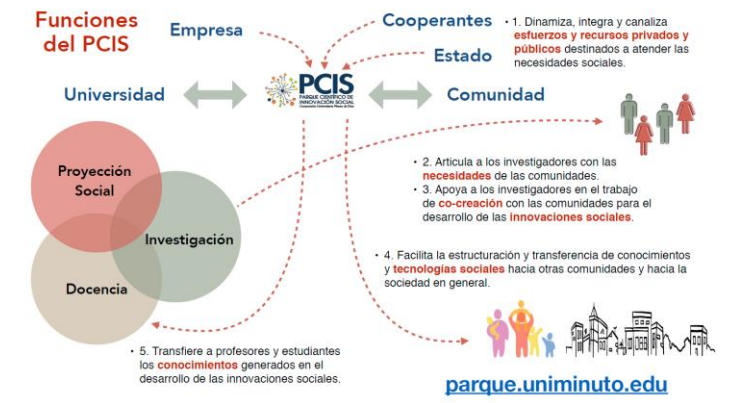 Funciones
del PCIS
Empresa
Cooperantes
Estado
• 1. Dinamiza, integra y canaliza
esfuerzos y recursos privados y
públicos destinados a atender las
necesidades sociales.
Universidad
PCIS
PARQUE CIENTÍFICO DE
INNOVACIÓN SOCIAL
Comunidad
Proyección
Social
Investigación
Docencia
• 2. Articula a los investigadores con las
necesidades de las comunidades.
• 3. Apoya a los investigadores en el trabajo
de co-creación con las comunidades para el
desarrollo de las innovaciones sociales.
• 4. Facilita la estructuración y transferencia de conocimientos
y tecnologías sociales hacia otras comunidades y hacia la
sociedad en general.
• 5. Transfiere a profesores y estudiantes
los conocimientos generados en el
desarrollo de las innovaciones sociales.
parque.uniminuto.edu